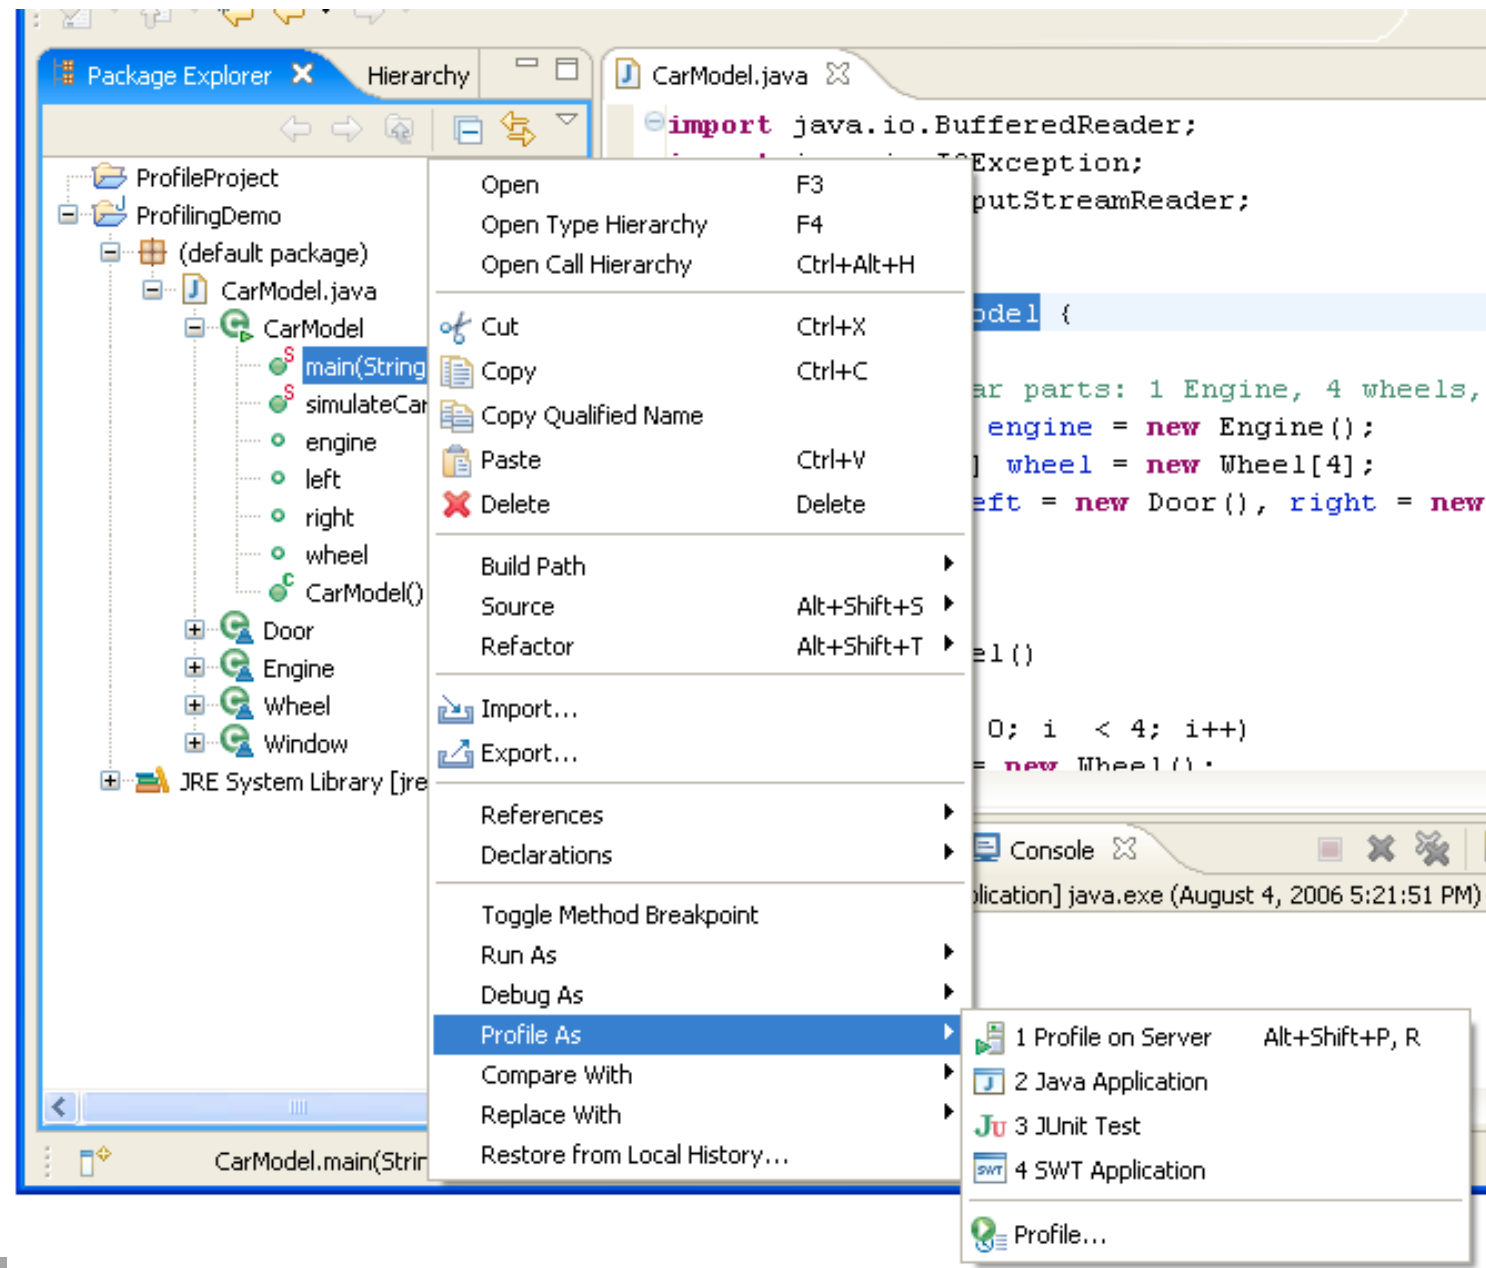 Package Explorer
Hierarchy
CarModel.java
ProfileProject
ProfilingDemo
(default package)
CarModel.java
CarModel
main(String
simulateCar
engine
left
right
wheel
CarModel()
Door
Engine
Wheel
Window
JRE System Library [jre
CarModel.main(Strin
import java.io.BufferedReader;
IOException;
putStreamReader;
odel {
ar parts: 1 Engine, 4 wheels,
engine = new Engine();
] wheel = new Wheel[4];
eft = new Door(), right = new
el()
0; i < 4; i++)
= new Wheel();
Console
plication] java.exe (August 4, 2006 5:21:51 PM)
Open F3
Open Type Hierarchy F4
Open Call Hierarchy Ctrl+Alt+H
Cut Ctrl+X
Copy Ctrl+C
Copy Qualified Name
Paste Ctrl+V
Delete Delete
Build Path
Source Alt+Shift+S
Refactor Alt+Shift+T
Import...
Export...
References
Declarations
Toggle Method Breakpoint
Run As
Debug As
Profile As
Compare With
Replace With
Restore from Local History...
1 Profile on Server Alt+Shift+P, R
2 Java Application
3 JUnit Test
4 SWT Application
Profile...